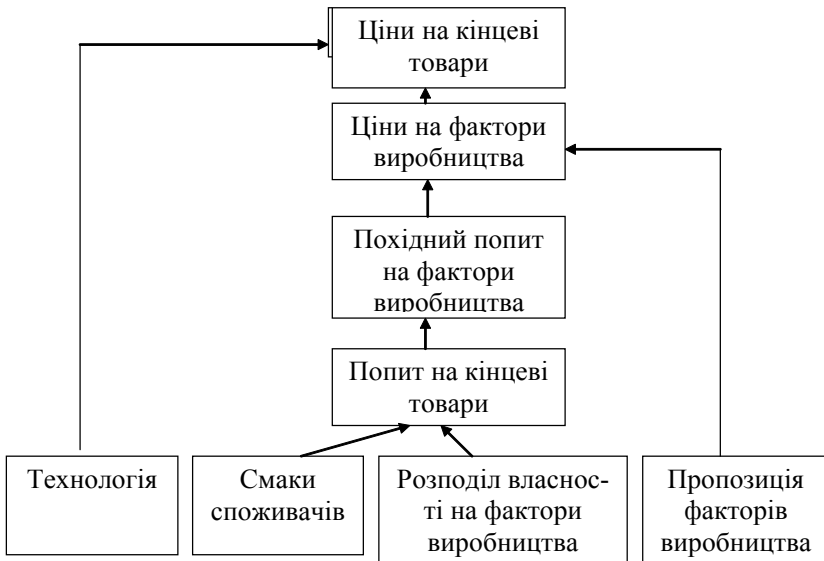 Ціни на кінцеві
товари
Ціни на фактори
виробництва
Похідний попит
на фактори
виробництва
Попит на кінцеві
товари
Технологія
Смаки
споживачів
Розподіл власнос-
ті на фактори
виробництва
Пропозиція
факторів
виробництва